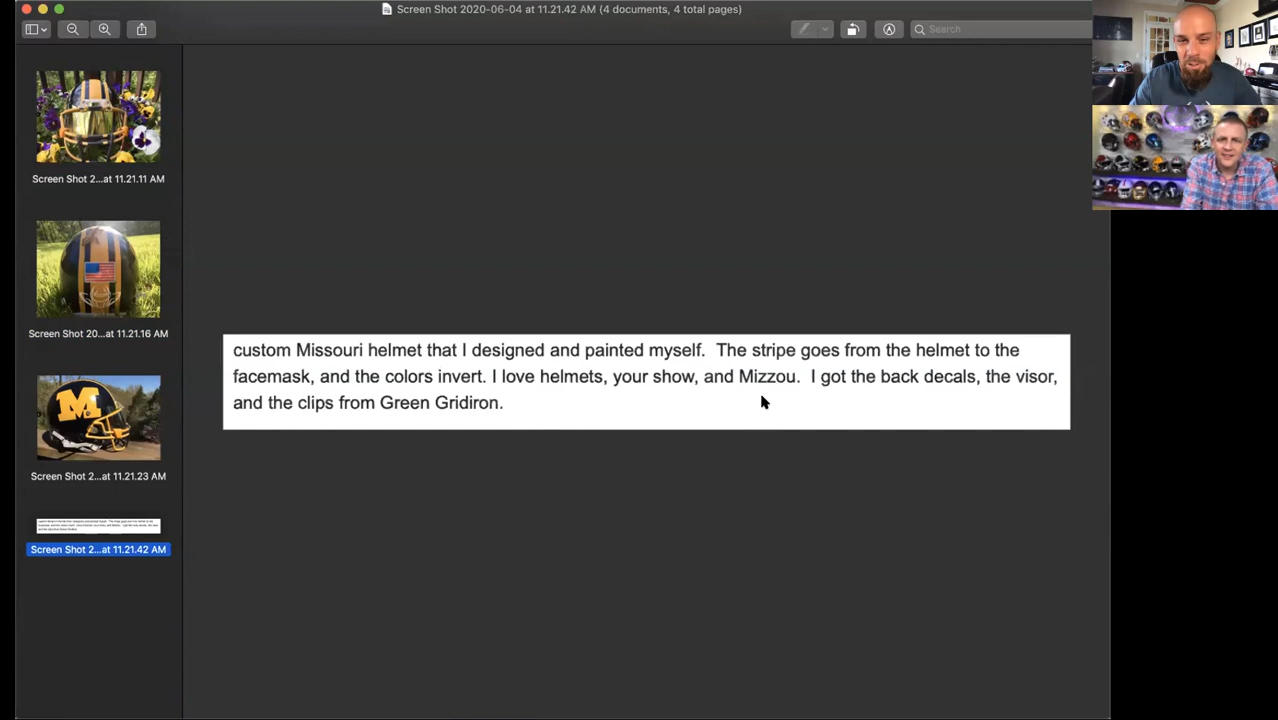 Screen Shot 2020-06-04 at 11.21.42 AM (4 documents, 4 total pages)
Search
Screen Shot 2...at 11.21.11 AM
Screen Shot 20...at 11.21.16 AM
M
Screen Shot 2...at 11.21.23 AM
Screen Shot 2...at 11.21.42 AM
custom Missouri helmet that I designed and painted myself.  The stripe goes from the helmet to the
facemask, and the colors invert. I love helmets, your show, and Mizzou.  I got the back decals, the visor,
and the clips from Green Gridiron.